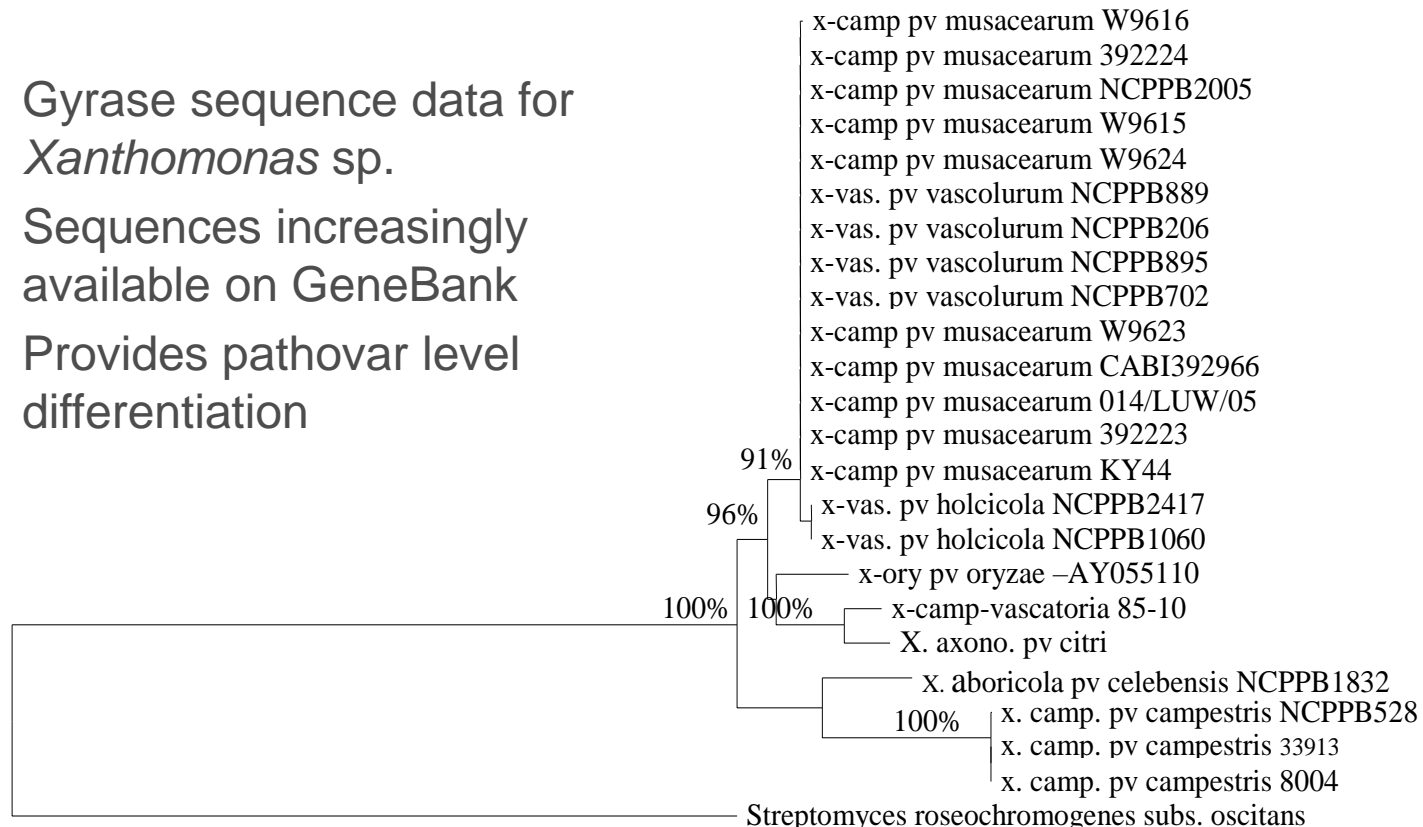 Gyrase sequence data for
Xanthomonas sp.
Sequences increasingly
available on GeneBank
Provides pathovar level
differentiation
x-camp pv musacearum W9616
x-camp pv musacearum 392224
x-camp pv musacearum NCPPB2005
x-camp pv musacearum W9615
x-camp pv musacearum W9624
x-vas. pv vascolurum NCPPB889
x-vas. pv vascolurum NCPPB206
x-vas. pv vascolurum NCPPB895
x-vas. pv vascolurum NCPPB702
x-camp pv musacearum W9623
x-camp pv musacearum CABI392966
x-camp pv musacearum 014/LUW/05
x-camp pv musacearum 392223
91%
x-camp pv musacearum KY44
x-vas. pv holcicola NCPPB2417
96%
x-vas. pv holcicola NCPPB1060
x-ory pv oryzae –AY055110
100%
100%
x-camp-vascatoria 85-10
X. axono. pv citri
x. aboricola pv celebensis NCPPB1832
100%
x. camp. pv campestris NCPPB528
x. camp. pv campestris 33913
x. camp. pv campestris 8004
Streptomyces roseochromogenes subs. oscitans